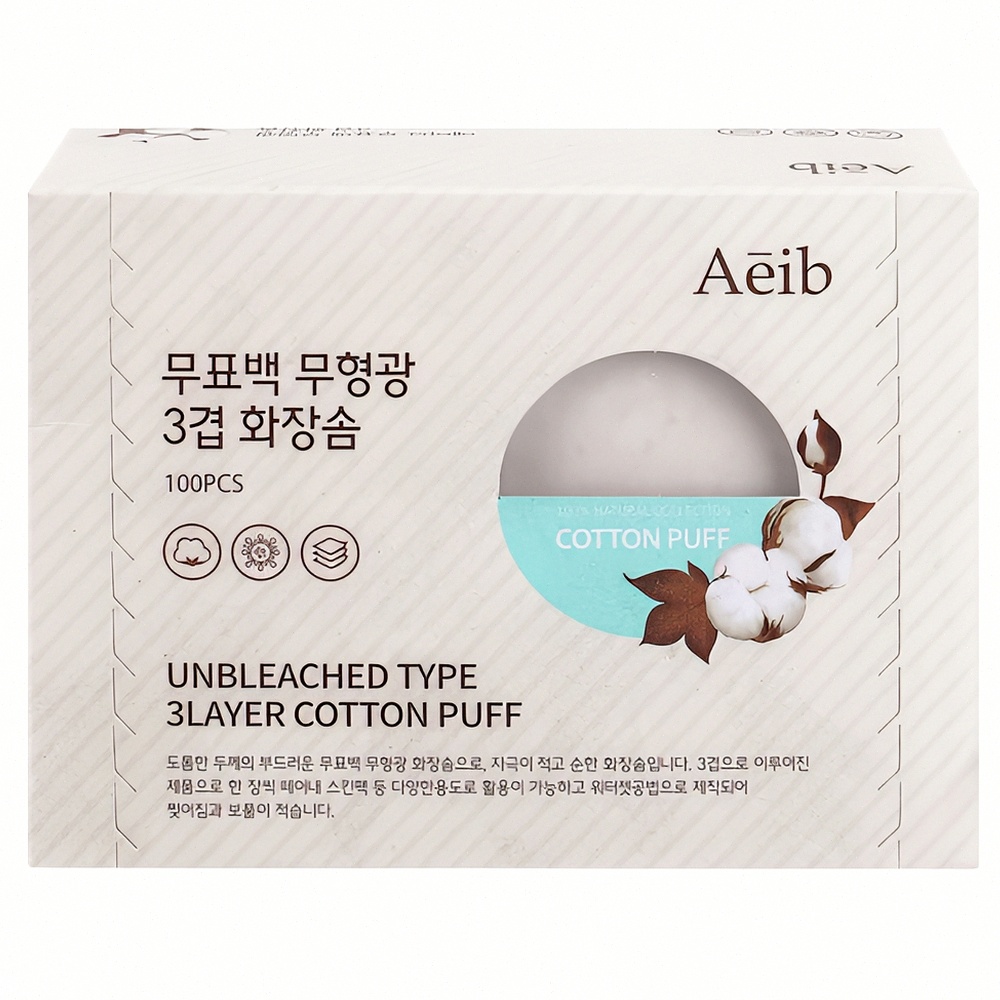 Aēib
Aēib
무표백 무형광
3겹 화장솜
100PCS
COTTON PUFF
UNBLEACHED TYPE
3LAYER COTTON PUFF
도톰한 두께의 부드러운 무표백 무형광 화장솜으로, 자극이 적고 순한 화장솜입니다. 3겹으로 이루어진
제품으로 한 장씩 떼어내 스킨팩 등 다양한용도로 활용이 가능하고 워터젯공법으로 제작되어
찢어짐과 보풀이 적습니다.